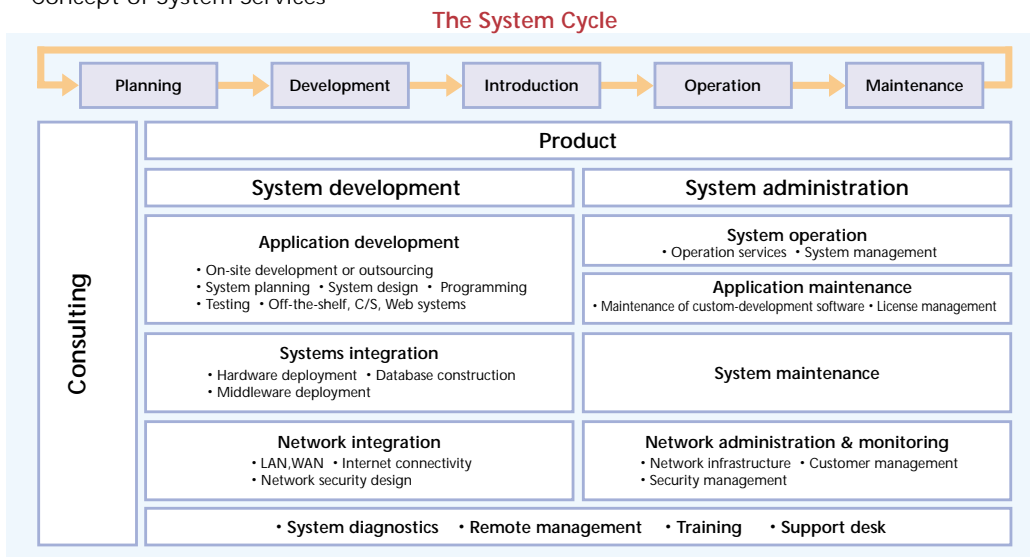 Concept of System Services
The System Cycle
Planning
Development
Introduction
Operation
Maintenance
Consulting
Product
System development
System administration
Application development
• On-site development or outsourcing
• System planning • System design • Programming
• Testing • Off-the-shelf, C/S, Web systems
System operation
• Operation services • System management
Application maintenance
• Maintenance of custom-development software • License management
Systems integration
• Hardware deployment • Database construction
• Middleware deployment
System maintenance
Network integration
• LAN,WAN • Internet connectivity
• Network security design
Network administration & monitoring
• Network infrastructure • Customer management
• Security management
• System diagnostics • Remote management • Training • Support desk